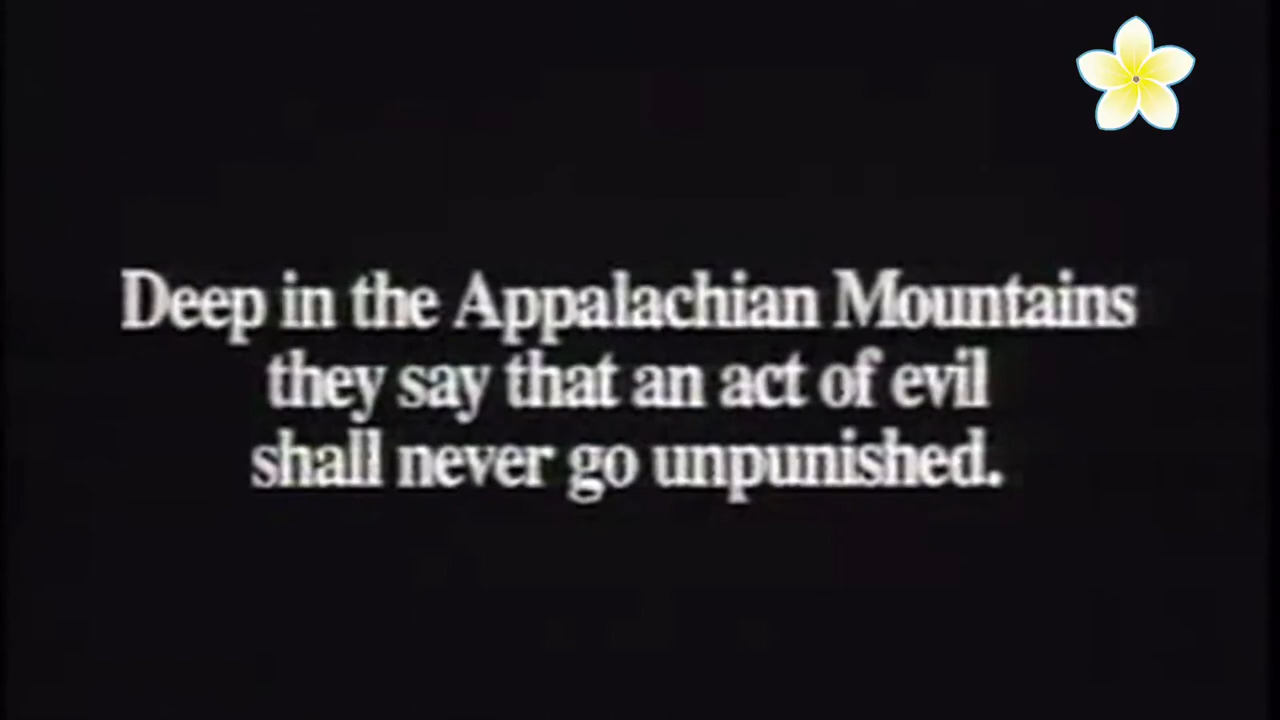 Deep in the Appalachian Mountains
they say that an act of evil
shall never go unpunished.